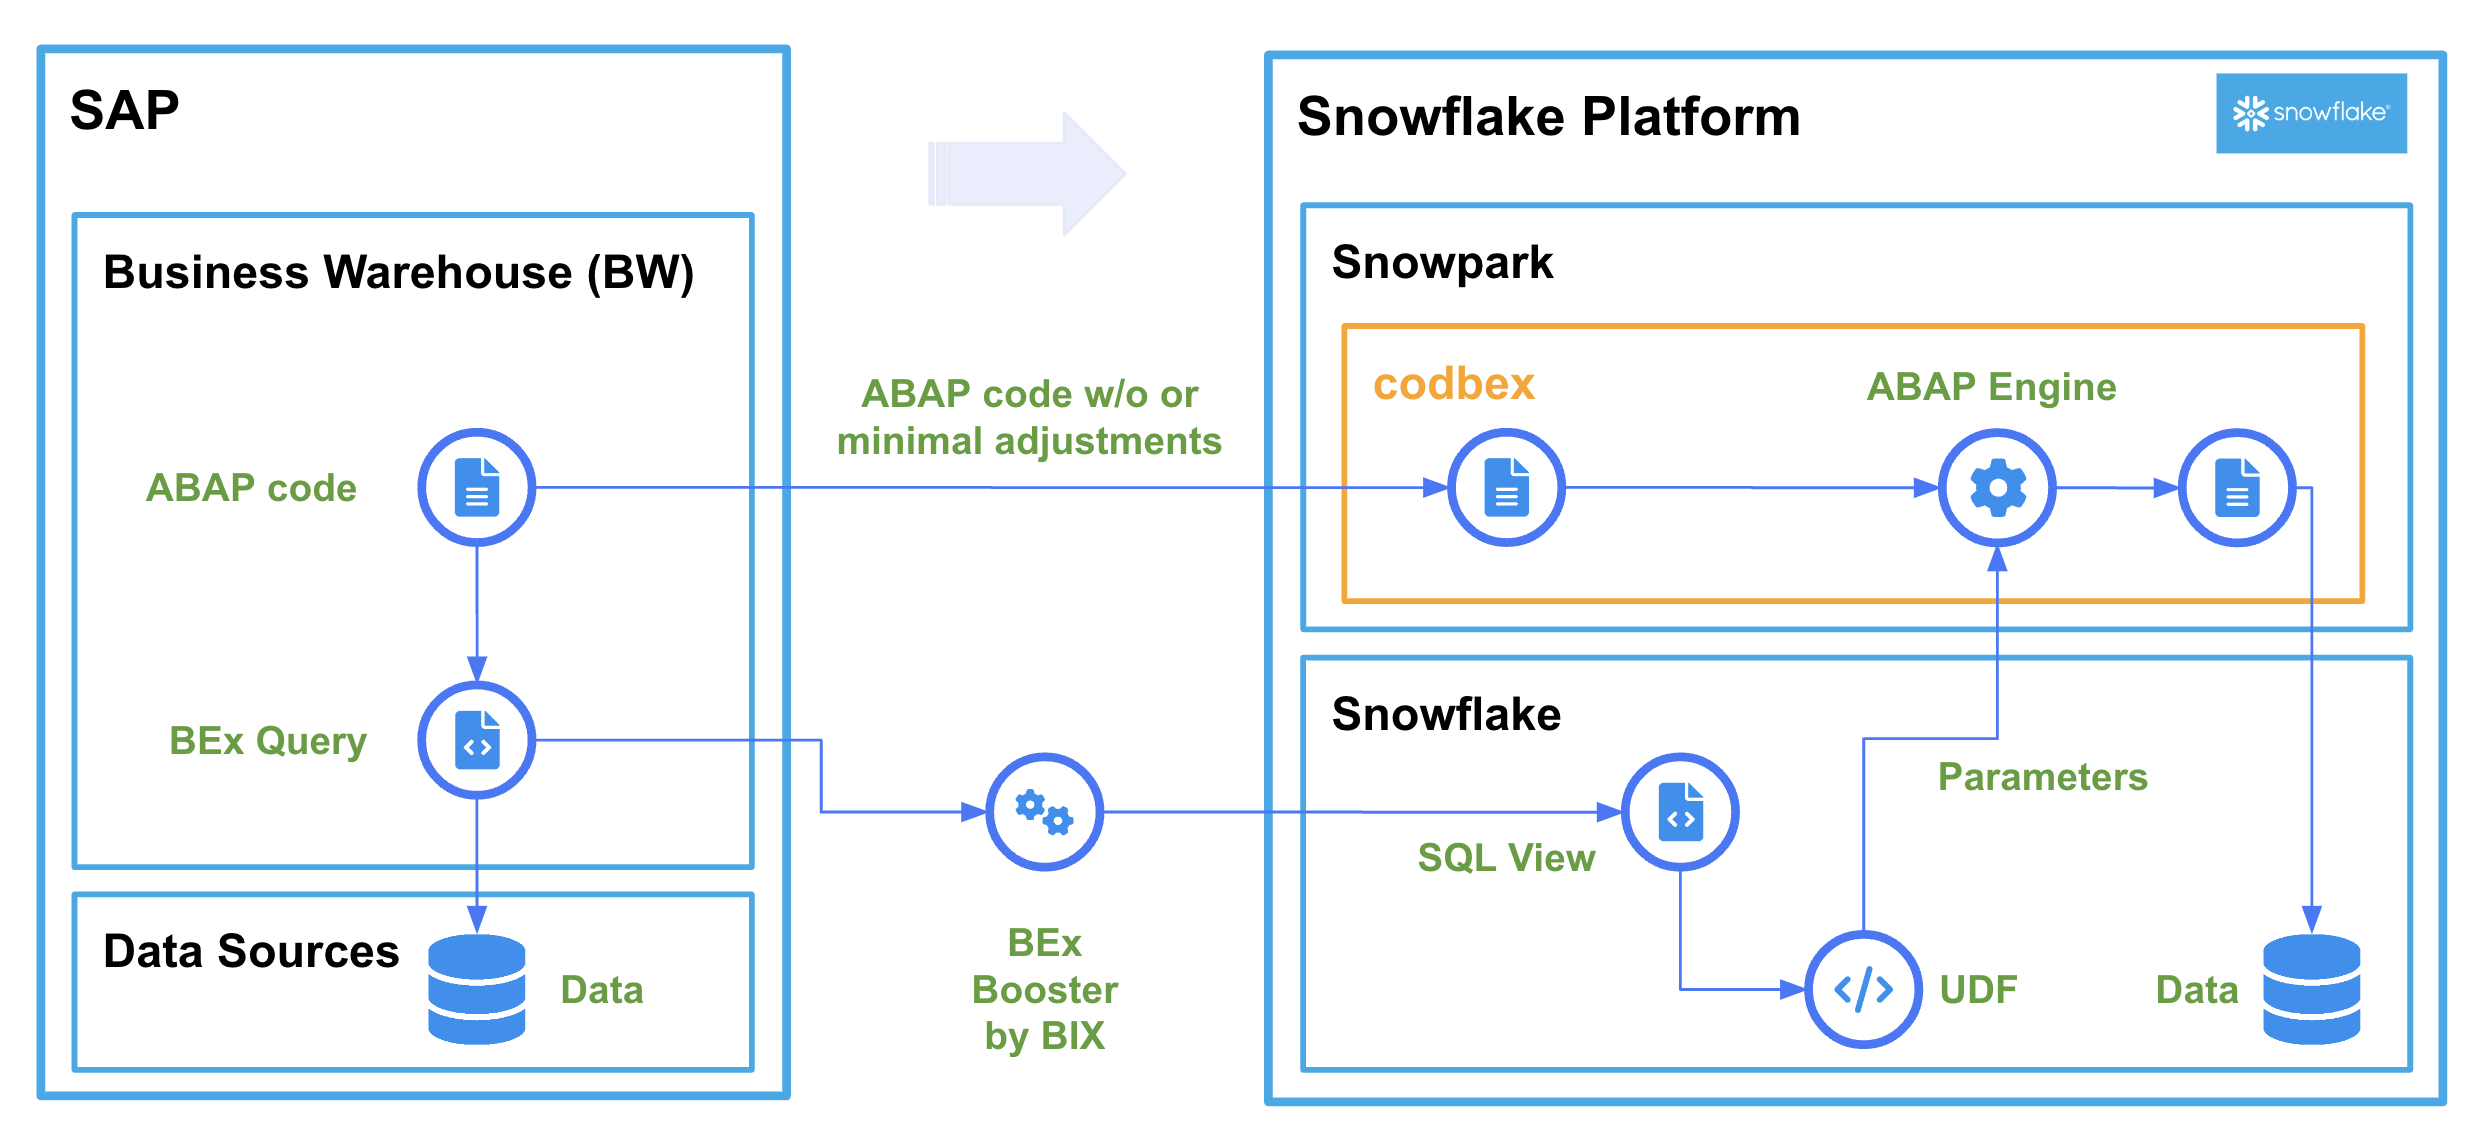 SAP
Business Warehouse (BW)
ABAP code
BEx Query
Data Sources
Data
ABAP code w/o or
minimal adjustments
BEx
Booster
by BIX
Snowflake Platform
snowflake®
Snowpark
codbex
ABAP Engine
Snowflake
SQL View
Parameters
UDF
Data